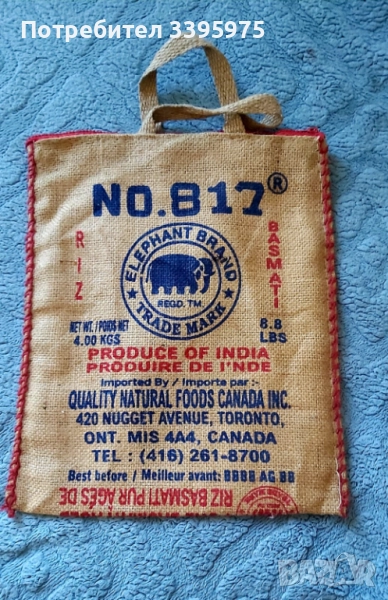 Потребител 3395975
NO.817®
RIZ
BASMATI
ELEPHANT BRAND
REGD. TM.
TRADE MARK
NET WT. / POIDS NET
4.00 KGS
8.8
LBS
PRODUCE OF INDIA
PRODUIRE DE I'NDE
Imported By / Importe par :-
QUALITY NATURAL FOODS CANADA INC.
420 NUGGET AVENUE, TORONTO,
ONT. MIS 4A4, CANADA
TEL : (416) 261-8700
Best before / Meilleur avant: BBBB AG BB
RIZ BASMATI PUR AGÈS DE
BAZAR